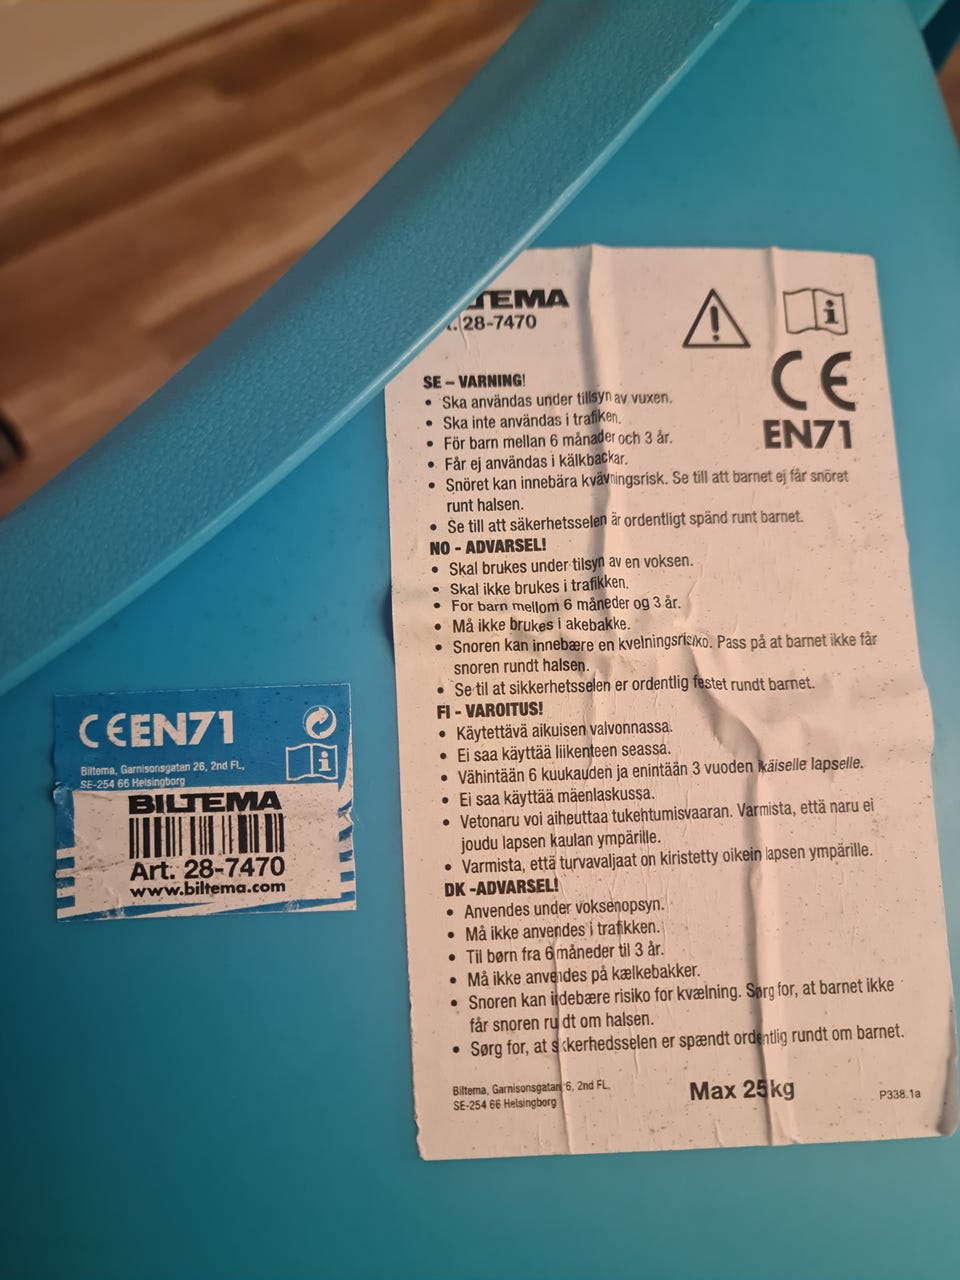 TEMA
28-7470
CE
EN71
SE – VARNING!
• Ska användas under tillsyn av vuxen.
• Ska inte användas i trafiken.
• För barn mellan 6 månader och 3 år.
• Får ej användas i kälkbackar.
• Snöret kan innebära kvävningsrisk. Se till att barnet ej får snöret
runt halsen.
• Se till att säkerhetsselen är ordentligt spänd runt barnet.
NO - ADVARSEL!
• Skal brukes under tilsyn av en voksen.
• Skal ikke brukes i trafikken.
• For barn mellom 6 måneder og 3 år.
• Må ikke brukes i akebakke.
• Snoren kan innebære en kvelningsrisiko. Pass på at barnet ikke får
snoren rundt halsen.
• Se til at sikkerhetsselen er ordentlig festet rundt barnet.
FI - VAROITUS!
• Käytettävä aikuisen valvonnassa.
• Ei saa käyttää liikenteen seassa.
• Vähintään 6 kuukauden ja enintään 3 vuoden ikäiselle lapselle.
• Ei saa käyttää mäenlaskussa.
• Vetonaru voi aiheuttaa tukehtumisvaaran. Varmista, että naru ei
joudu lapsen kaulan ympärille.
• Varmista, että turvavaljaat on kiristetty oikein lapsen ympärille.
DK -ADVARSEL!
• Anvendes under voksenopsyn.
• Må ikke anvendes i trafikken.
• Til børn fra 6 måneder til 3 år.
• Må ikke anvendes på kælkebakker.
• Snoren kan idebære risiko for kvælning. Sørg for, at barnet ikke
får snoren rundt om halsen.
• Sørg for, at sikkerhedsselen er spændt ordentlig rundt om barnet.
Biltema, Garnisonsgatan 6, 2nd FL,
SE-254 66 Helsingborg
Max 25kg
P338.1a
CE EN71
Biltema, Garnisonsgatan 26, 2nd FL,
SE-254 66 Helsingborg
BILTEMA
Art. 28-7470
www.biltema.com